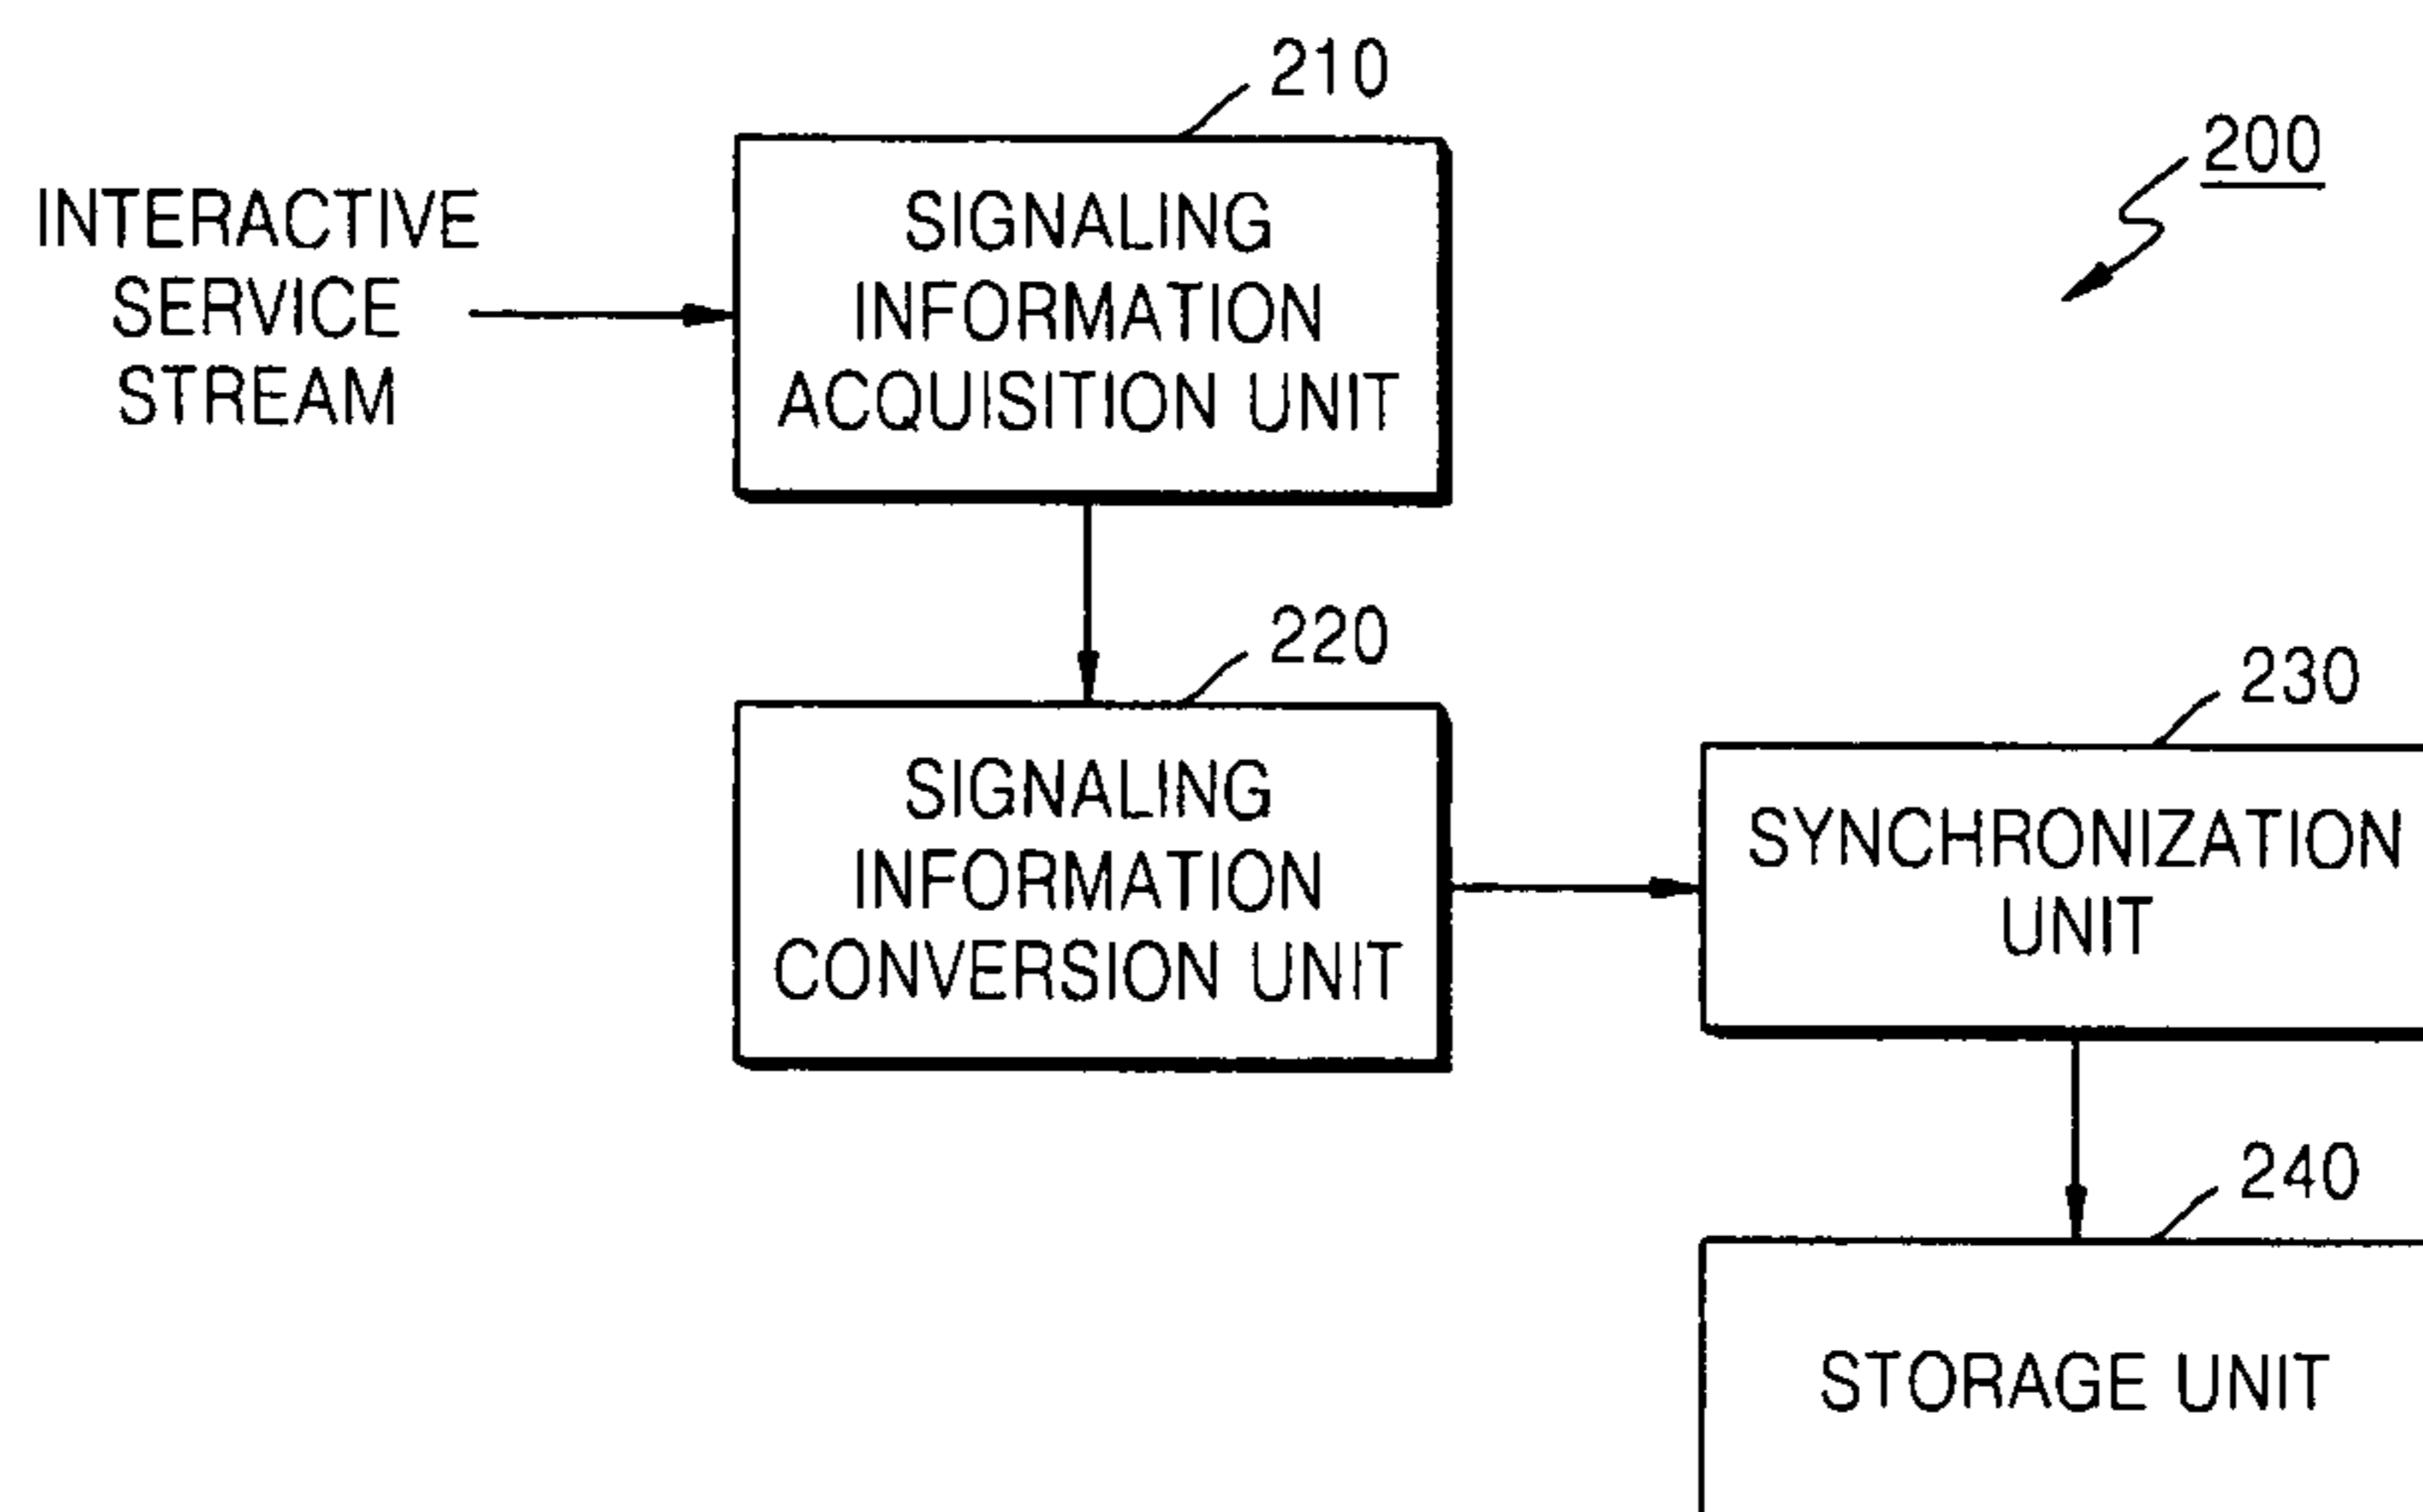 210
200
INTERACTIVE
SERVICE
STREAM
SIGNALING
INFORMATION
ACQUISITION UNIT
220
SIGNALING
INFORMATION
CONVERSION UNIT
230
SYNCHRONIZATION
UNIT
240
STORAGE UNIT